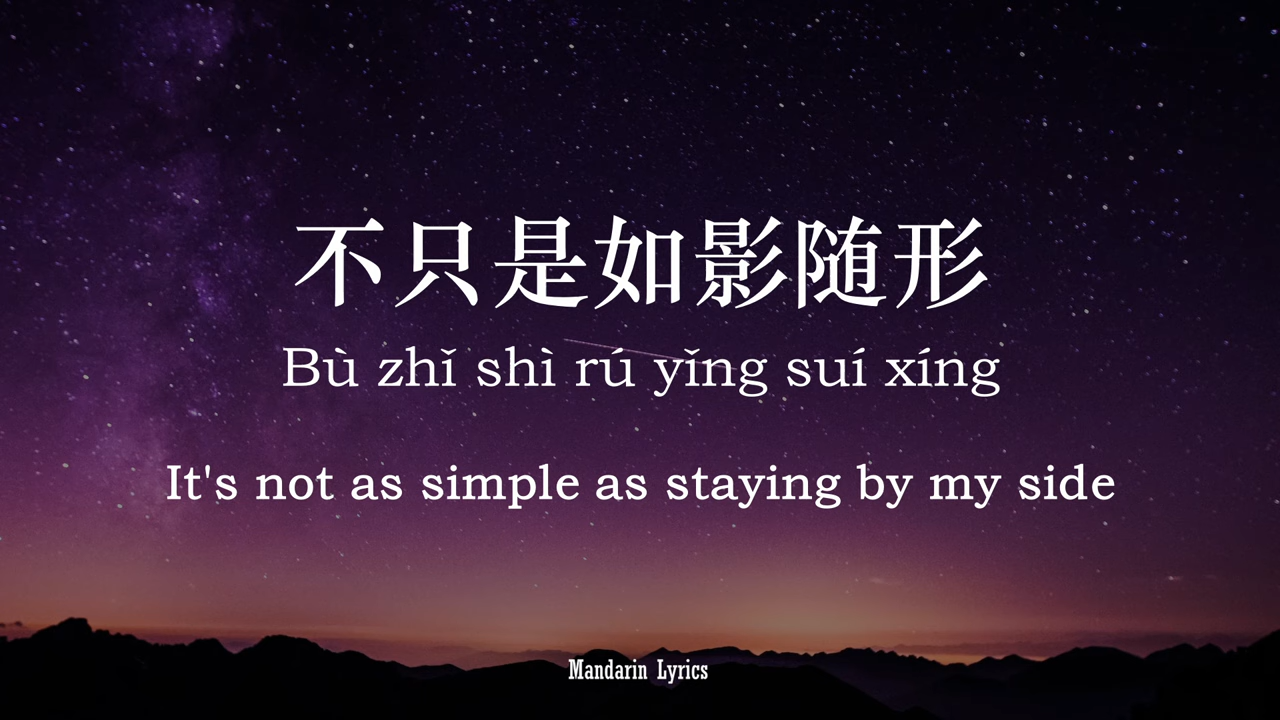 不只是如影随形
Bù zhǐ shì rú yǐng suí xíng
It's not as simple as staying by my side
Mandarin Lyrics